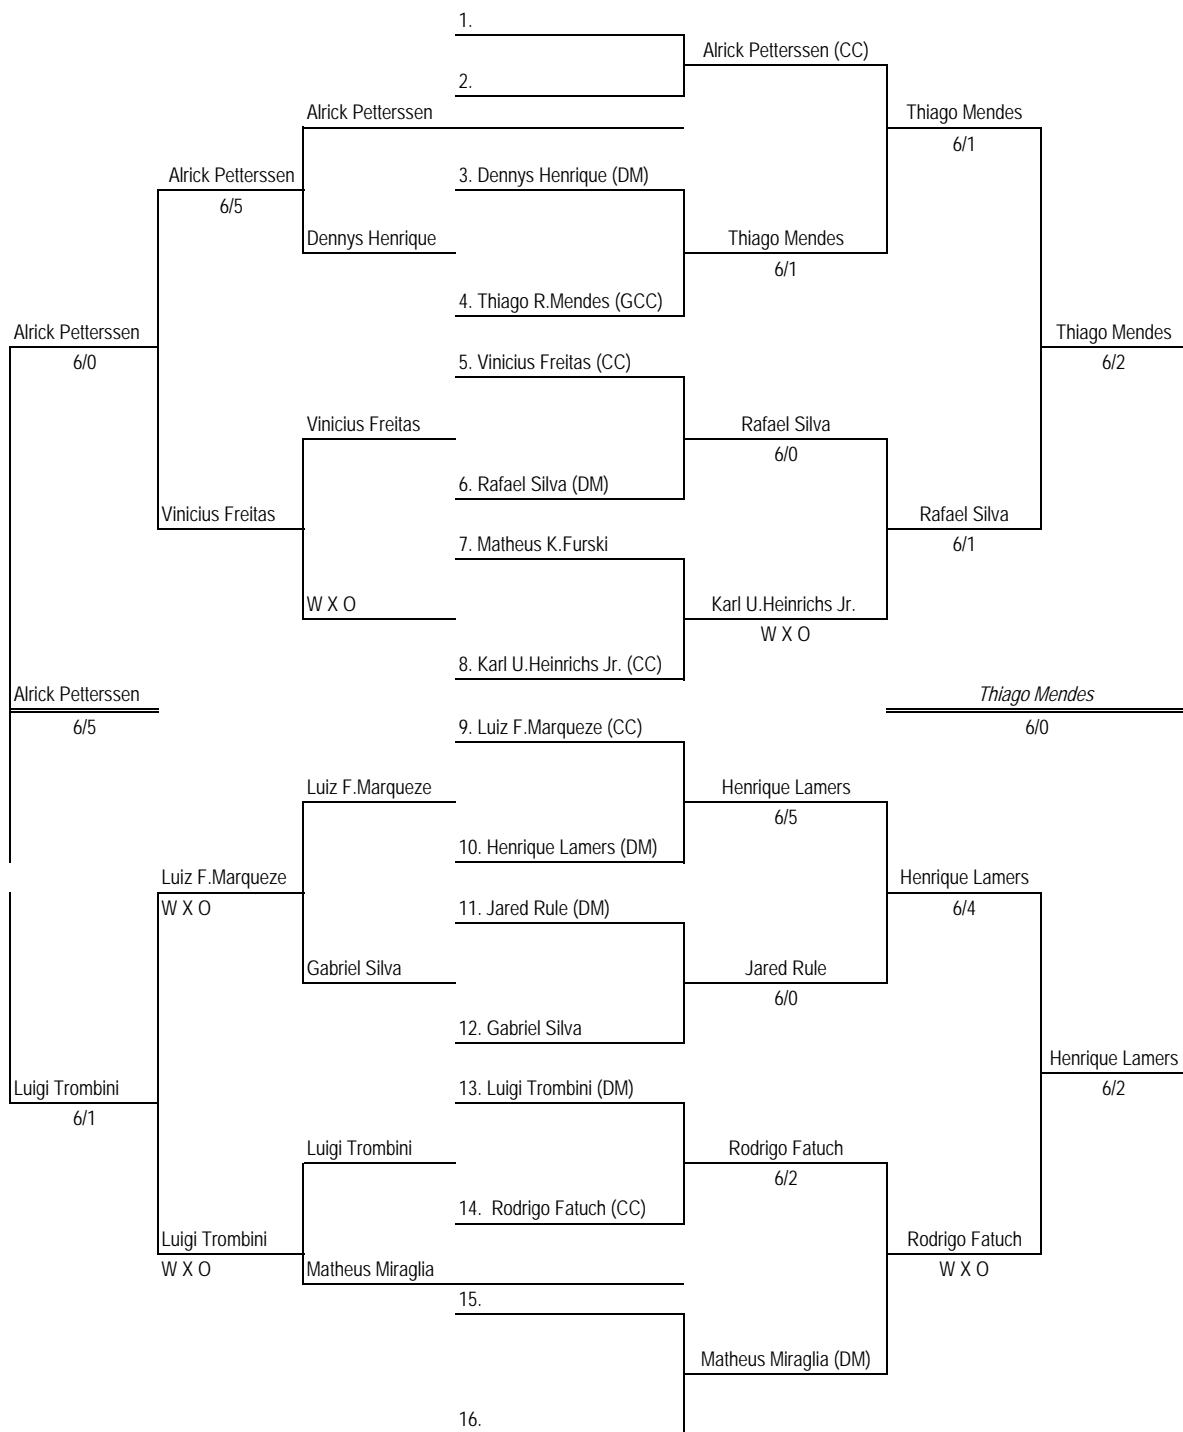 1.
Alrick Petterssen (CC)
2.
Alrick Petterssen
Thiago Mendes
6/1
Alrick Petterssen
3. Dennys Henrique (DM)
6/5
Dennys Henrique
Thiago Mendes
6/1
4. Thiago R.Mendes (GCC)
Alrick Petterssen
Thiago Mendes
6/0
5. Vinicius Freitas (CC)
6/2
Vinicius Freitas
Rafael Silva
6/0
6. Rafael Silva (DM)
Vinicius Freitas
Rafael Silva
7. Matheus K.Furski
6/1
W X O
Karl U.Heinrichs Jr.
W X O
8. Karl U.Heinrichs Jr. (CC)
Alrick Petterssen
Thiago Mendes
6/5
9. Luiz F.Marqueze (CC)
6/0
Luiz F.Marqueze
Henrique Lamers
6/5
10. Henrique Lamers (DM)
Luiz F.Marqueze
Henrique Lamers
W X O
11. Jared Rule (DM)
6/4
Gabriel Silva
Jared Rule
6/0
12. Gabriel Silva
Henrique Lamers
Luigi Trombini
13. Luigi Trombini (DM)
6/2
6/1
Luigi Trombini
Rodrigo Fatuch
6/2
14. Rodrigo Fatuch (CC)
Luigi Trombini
Rodrigo Fatuch
W X O
Matheus Miraglia
W X O
15.
Matheus Miraglia (DM)
16.